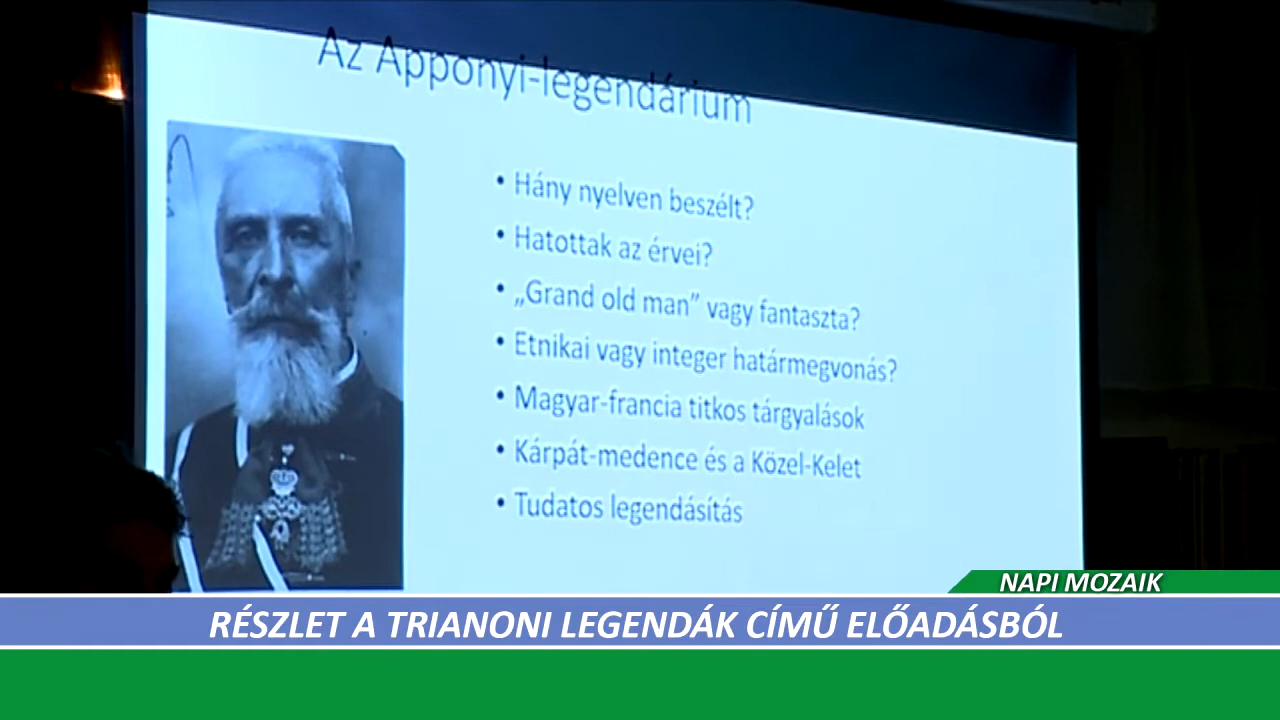 Az Apponyi-legendárium
• Hány nyelven beszélt?
• Hatottak az érvei?
• „Grand old man” vagy fantaszta?
• Etnikai vagy integer határmegvonás?
• Magyar-francia titkos tárgyalások
• Kárpát-medence és a Közel-Kelet
• Tudatos legendásítás
NAPI MOZAIK
RÉSZLET A TRIANONI LEGENDÁK CÍMŰ ELŐADÁSBÓL